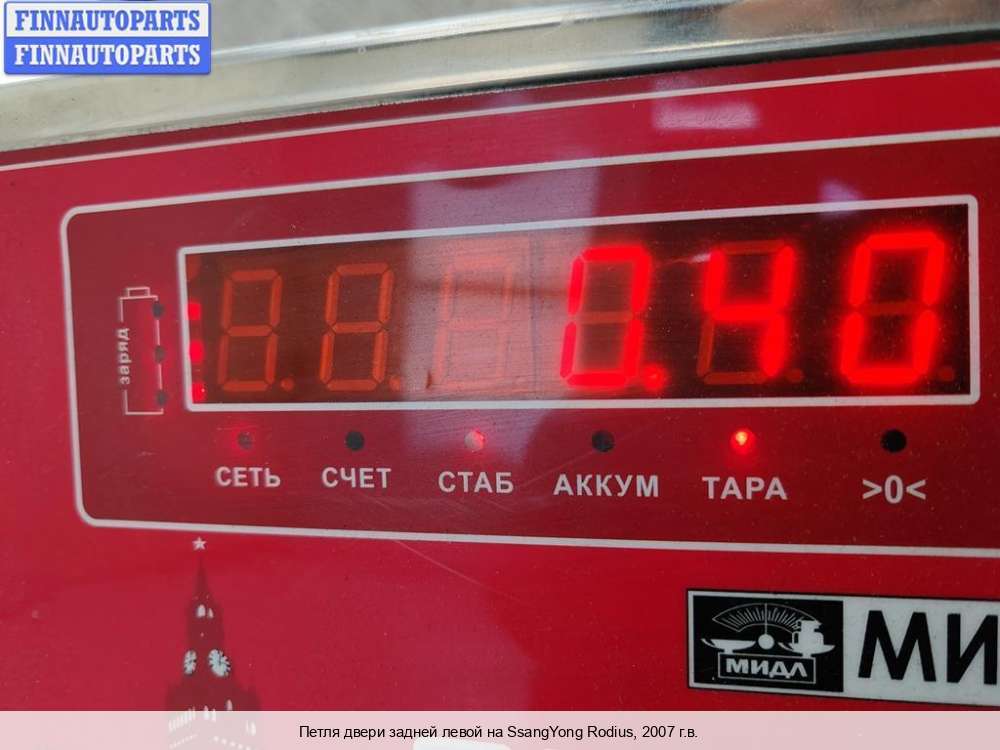 FINNAUTOPARTS
FINNAUTOPARTS
заряд
0.40
СЕТЬ СЧЕТ СТАБ АККУМ ТАРА >0<
МИДЛ
МИ
Петля двери задней левой на SsangYong Rodius, 2007 г.в.